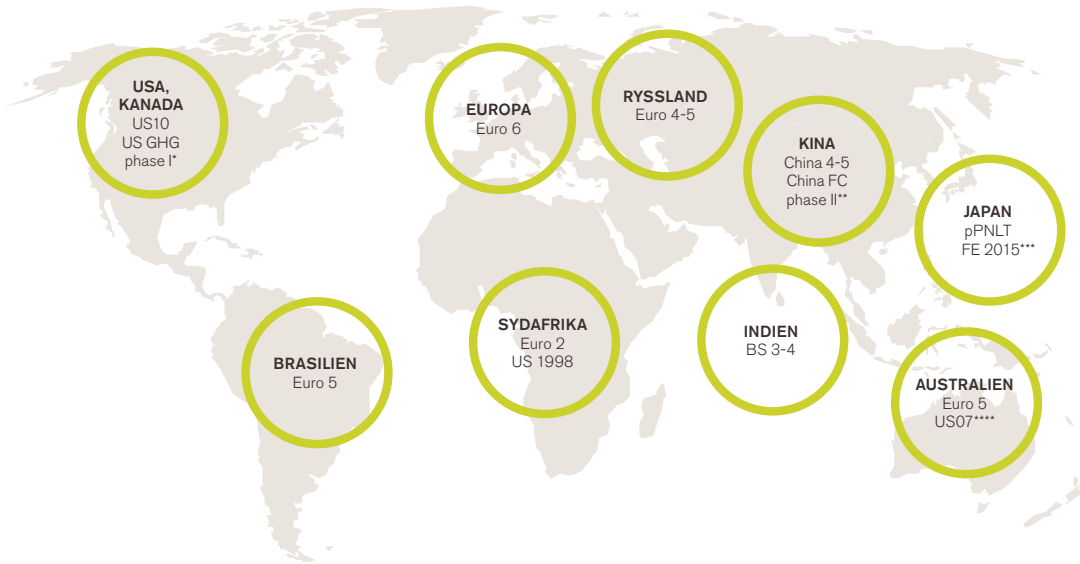 USA,
KANADA
US10
US GHG
phase I*
EUROPA
Euro 6
RYSSLAND
Euro 4-5
KINA
China 4-5
China FC
phase II**
JAPAN
pPNLT
FE 2015***
BRASILIEN
Euro 5
SYDAFRIKA
Euro 2
US 1998
INDIEN
BS 3-4
AUSTRALIEN
Euro 5
US07****